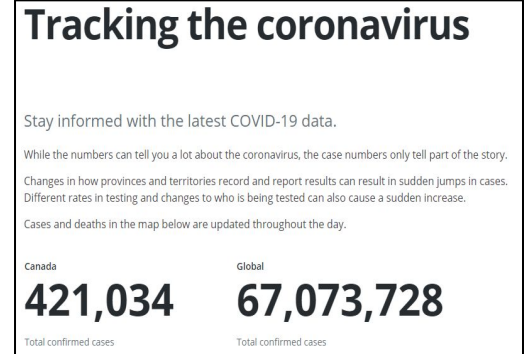 Tracking the coronavirus
Stay informed with the latest COVID-19 data.
While the numbers can tell you a lot about the coronavirus, the case numbers only tell part of the story.
Changes in how provinces and territories record and report results can result in sudden jumps in cases.
Different rates in testing and changes to who is being tested can also cause a sudden increase.
Cases and deaths in the map below are updated throughout the day.
Canada Global
421,034 67,073,728
Total confirmed cases Total confirmed cases